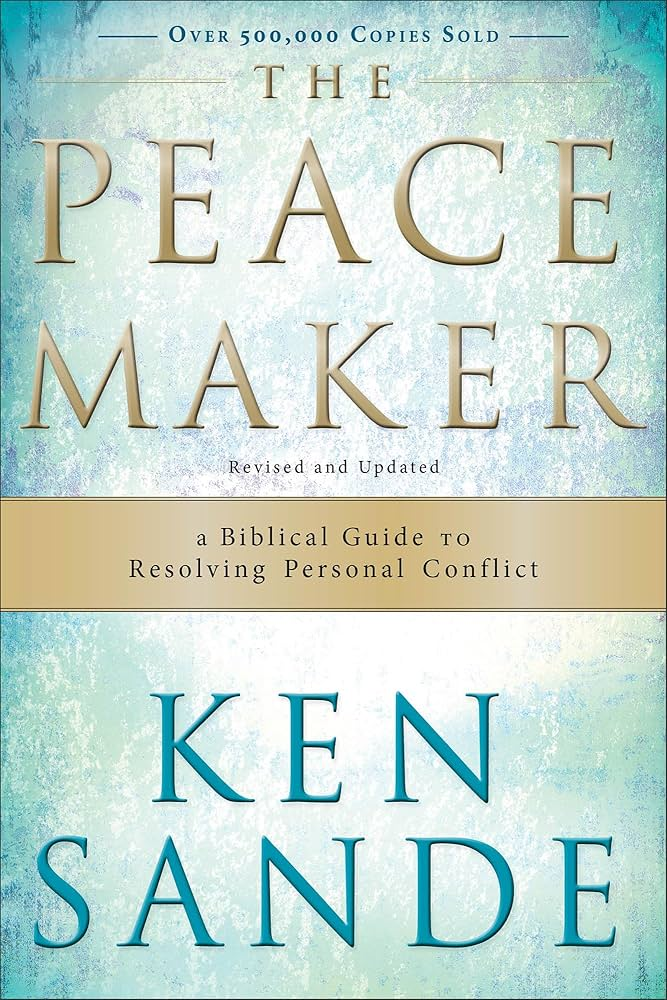 OVER 500,000 COPIES SOLD
THE
PEACE
MAKER
Revised and Updated
a Biblical Guide to
Resolving Personal Conflict
KEN
SANDE